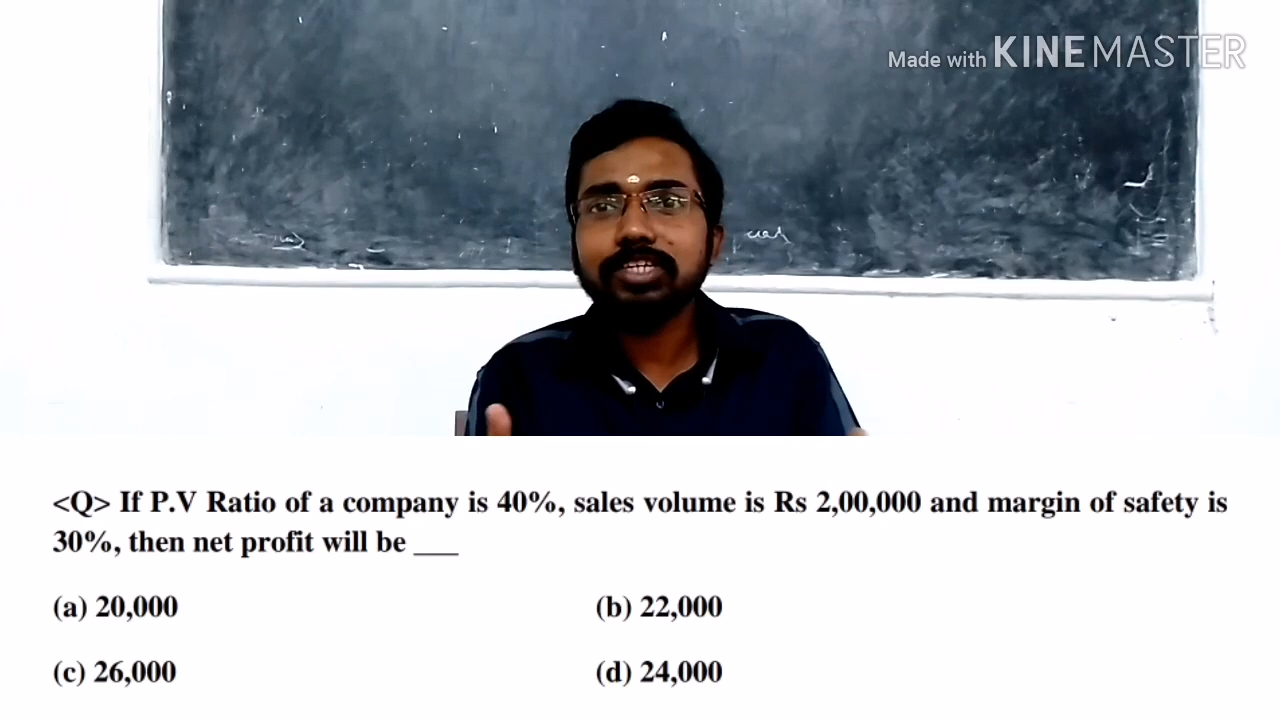 Made with KINEMASTER
<Q> If P.V Ratio of a company is 40%, sales volume is Rs 2,00,000 and margin of safety is
30%, then net profit will be ___
(a) 20,000
(b) 22,000
(c) 26,000
(d) 24,000